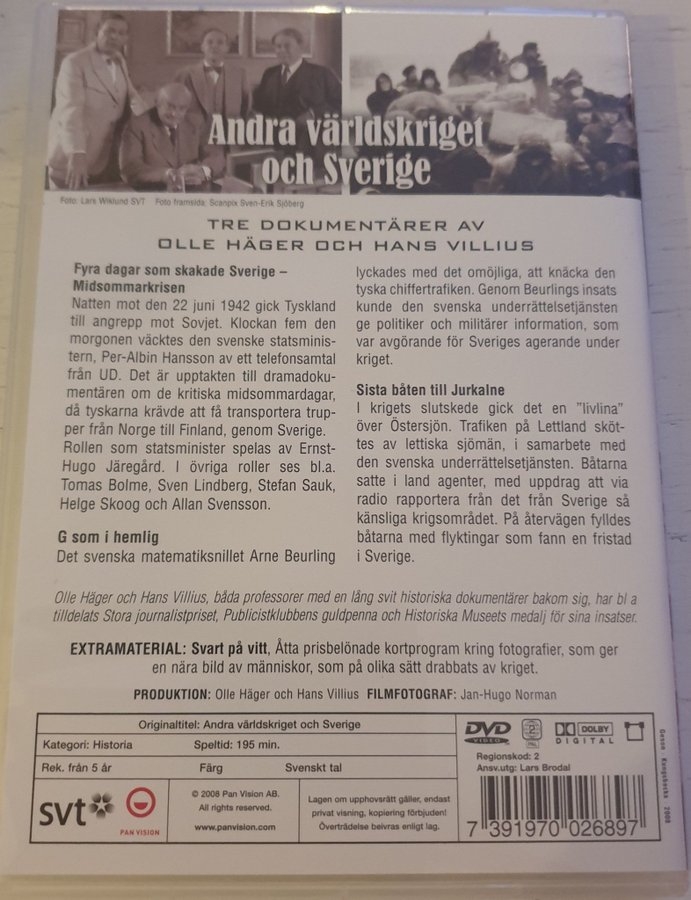 Andra världskriget
och Sverige
Foto: Lars Wiklund SVT Foto framsida: Scanpix Sven-Erik Sjöberg
TRE DOKUMENTÄRER AV
OLLE HÄGER OCH HANS VILLIUS
Fyra dagar som skakade Sverige –
Midsommarkrisen
Natten mot den 22 juni 1942 gick Tyskland
till angrepp mot Sovjet. Klockan fem den
morgonen väcktes den svenske statsminis-
tern, Per-Albin Hansson av ett telefonsamtal
från UD. Det är upptakten till dramadoku-
mentären om de kritiska midsommardagar,
då tyskarna krävde att få transportera trup-
per från Norge till Finland, genom Sverige.
Rollen som statsminister spelas av Ernst-
Hugo Järegård. I övriga roller ses bl.a.
Tomas Bolme, Sven Lindberg, Stefan Sauk,
Helge Skoog och Allan Svensson.
G som i hemlig
Det svenska matematiksnillet Arne Beurling
lyckades med det omöjliga, att knäcka den
tyska chiffertrafiken. Genom Beurlings insats
kunde den svenska underrättelsetjänsten
ge politiker och militärer information, som
var avgörande för Sveriges agerande under
kriget.
Sista båten till Jurkalne
I krigets slutskede gick det en ”livlina”
över Östersjön. Trafiken på Lettland sköt-
tes av lettiska sjömän, i samarbete med
den svenska underrättelsetjänsten. Båtarna
satte i land agenter, med uppdrag att via
radio rapportera från det från Sverige så
känsliga krigsområdet. På återvägen fylldes
båtarna med flyktingar som fann en fristad
i Sverige.
Olle Häger och Hans Villius, båda professorer med en lång svit historiska dokumentärer bakom sig, har bl a
tilldelats Stora journalistpriset, Publicistklubbens guldpenna och Historiska Museets medalj för sina insatser.
EXTRAMATERIAL: Svart på vitt, Åtta prisbelönade kortprogram kring fotografier, som ger
en nära bild av människor, som på olika sätt drabbats av kriget.
PRODUKTION: Olle Häger och Hans Villius FILMFOTOGRAF: Jan-Hugo Norman
Originaltitel: Andra världskriget och Sverige
Kategori: Historia Speltid: 195 min.
Rek. från 5 år Färg Svenskt tal
svt
PAN VISION
© 2008 Pan Vision AB.
All rights reserved.
www.panvision.com
Lagen om upphovsrätt gäller, endast
privat visning, kopiering förbjuden!
Överträdelse beivras enligt lag.
DVD
VIDEO
2
PAL
DOLBY
DIGITAL
Regionskod: 2
Ansv.utg: Lars Brodal
7 391970 026897
Kungsbacka 2008